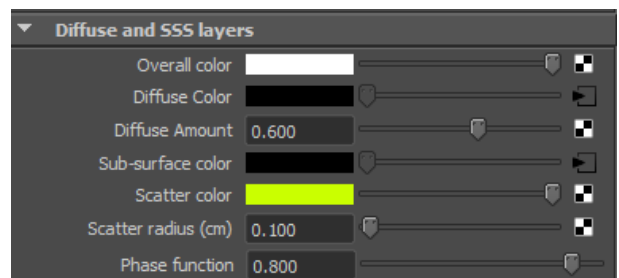 Diffuse and SSS layers
Overall color
Diffuse Color
Diffuse Amount 0.600
Sub-surface color
Scatter color
Scatter radius (cm) 0.100
Phase function 0.800